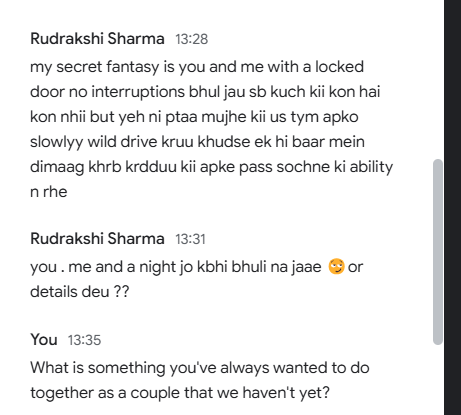 Rudrakshi Sharma 13:28
my secret fantasy is you and me with a locked
door no interruptions bhul jau sb kuch kii kon hai
kon nhii but yeh ni ptaa mujhe kii us tym apko
slowlyy wild drive kruu khudse ek hi baar mein
dimaag khrb krdduu kii apke pass sochne ki ability
n rhe
Rudrakshi Sharma 13:31
you . me and a night jo kbhi bhuli na jaae 😏 or
details deu ??
You 13:35
What is something you've always wanted to do
together as a couple that we haven't yet?